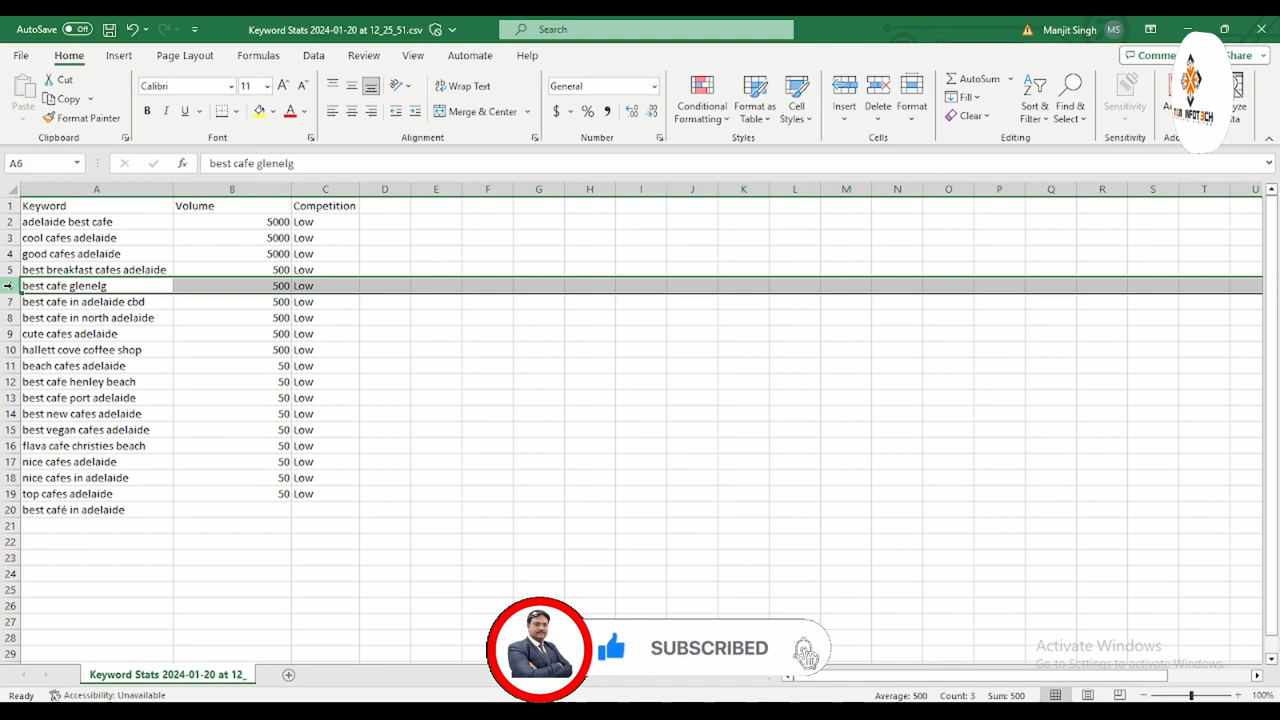 AutoSave Off Keyword Stats 2024-01-20 at 12_25_51.csv Search Manjit Singh MS
File Home Insert Page Layout Formulas Data Review View Automate Help Share
Paste Cut Copy Format Painter Clipboard
Calibri 11 B I U Font
Wrap Text Merge & Center Alignment
General $ % Number
Conditional Formatting Format as Table Cell Styles Styles
Insert Delete Format Cells
AutoSum Fill Clear Sort & Filter Find & Select Editing
Sensitivity Sensitivity
INFOTECH
A6 fx best cafe glenelg
A B C D E F G H I J K L M N O P Q R S T U
1 Keyword Volume Competition
2 adelaide best cafe 5000 Low
3 cool cafes adelaide 5000 Low
4 good cafes adelaide 5000 Low
5 best breakfast cafes adelaide 500 Low
best cafe glenelg 500 Low
7 best cafe in adelaide cbd 500 Low
8 best cafe in north adelaide 500 Low
9 cute cafes adelaide 500 Low
10 hallett cove coffee shop 500 Low
11 beach cafes adelaide 50 Low
12 best cafe henley beach 50 Low
13 best cafe port adelaide 50 Low
14 best new cafes adelaide 50 Low
15 best vegan cafes adelaide 50 Low
16 flava cafe christies beach 50 Low
17 nice cafes adelaide 50 Low
18 nice cafes in adelaide 50 Low
19 top cafes adelaide 50 Low
20 best café in adelaide
21
22
23
24
25
26
27
28
29
SUBSCRIBED
Activate Windows
Go to Settings to activate Windows.
Keyword Stats 2024-01-20 at 12_
Ready Accessibility: Unavailable Average: 500 Count: 3 Sum: 500 100%